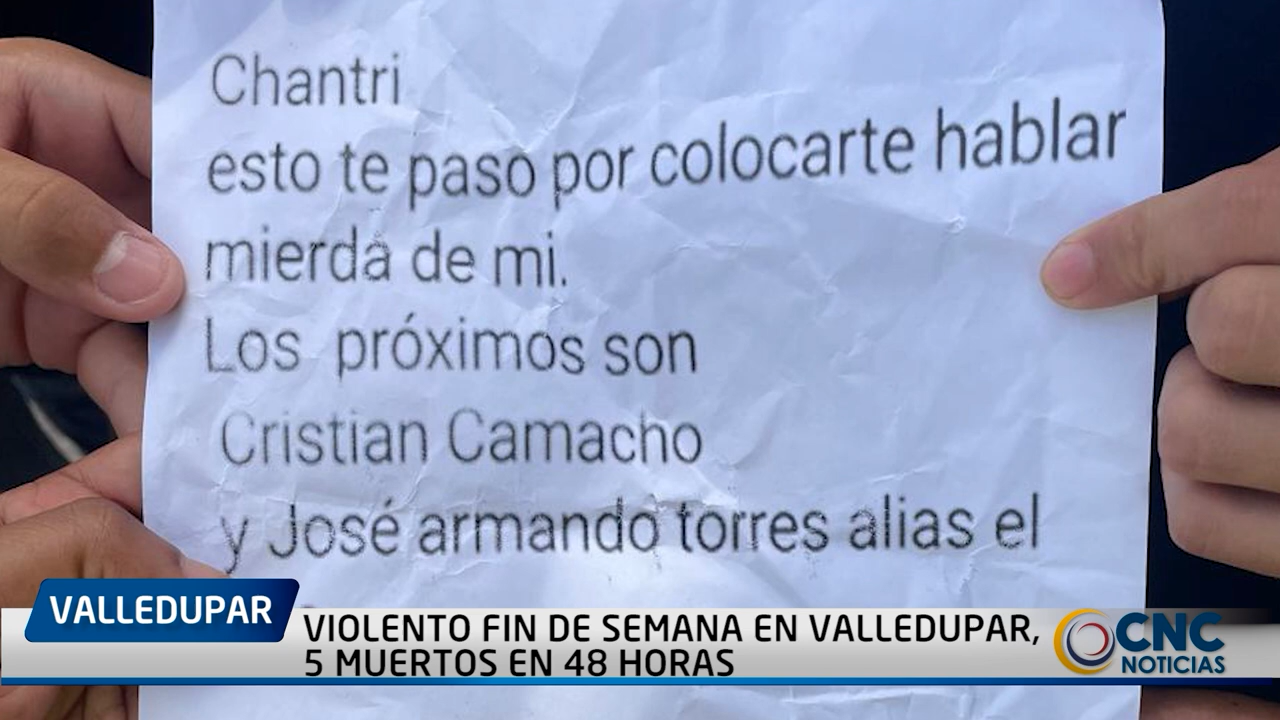 Chantri
esto te paso por colocarte hablar
mierda de mi.
Los próximos son
Cristian Camacho
y José armando torres alias el
VALLEDUPAR
VIOLENTO FIN DE SEMANA EN VALLEDUPAR,
5 MUERTOS EN 48 HORAS
CNC
NOTICIAS